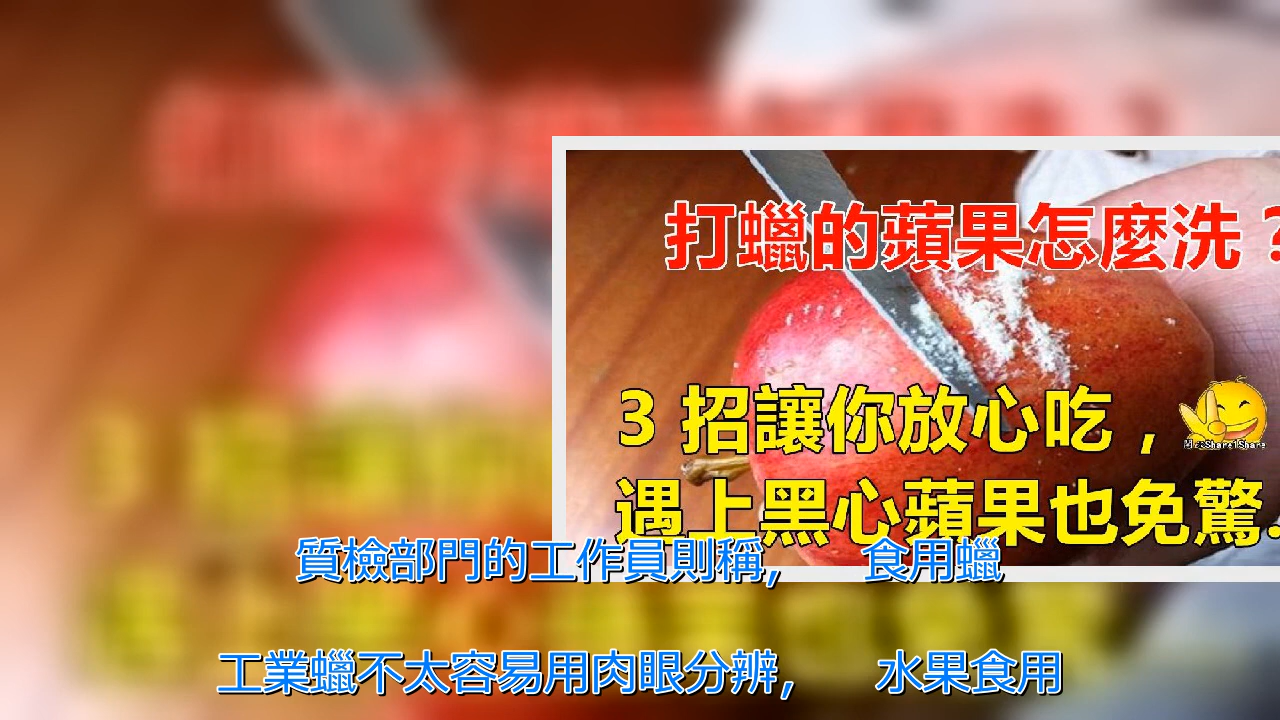 打蠟的蘋果怎麼洗？
3 招讓你放心吃，
遇上黑心蘋果也免驚
質檢部門的工作員則稱, 食用蠟
工業蠟不太容易用肉眼分辨, 水果食用